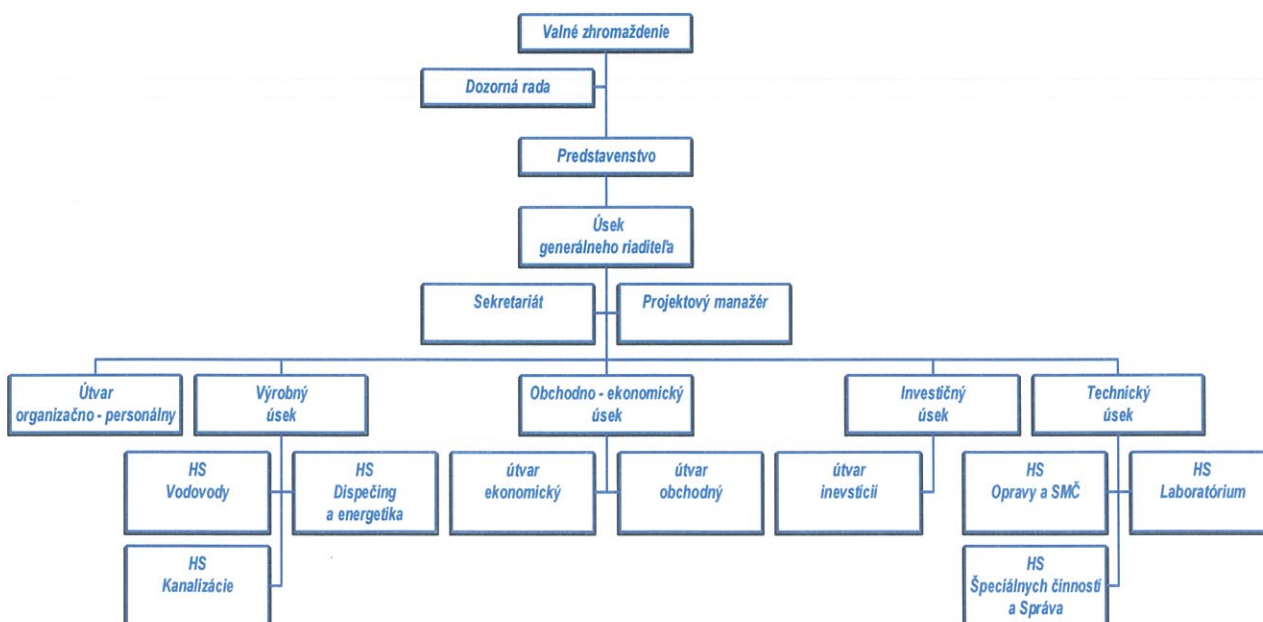 Valné zhromaždenie
Dozorná rada
Predstavenstvo
Úsek
generálneho riaditeľa
Sekretariát
Projektový manažér
Útvar
organizačno - personálny
Výrobný
úsek
Obchodno - ekonomický
úsek
Investičný
úsek
Technický
úsek
HS
Vodovody
HS
Dispečing
a energetika
útvar
ekonomický
útvar
obchodný
útvar
inevstícií
HS
Opravy a SMČ
HS
Laboratórium
HS
Kanalizácie
HS
Špeciálnych činností
a Správa